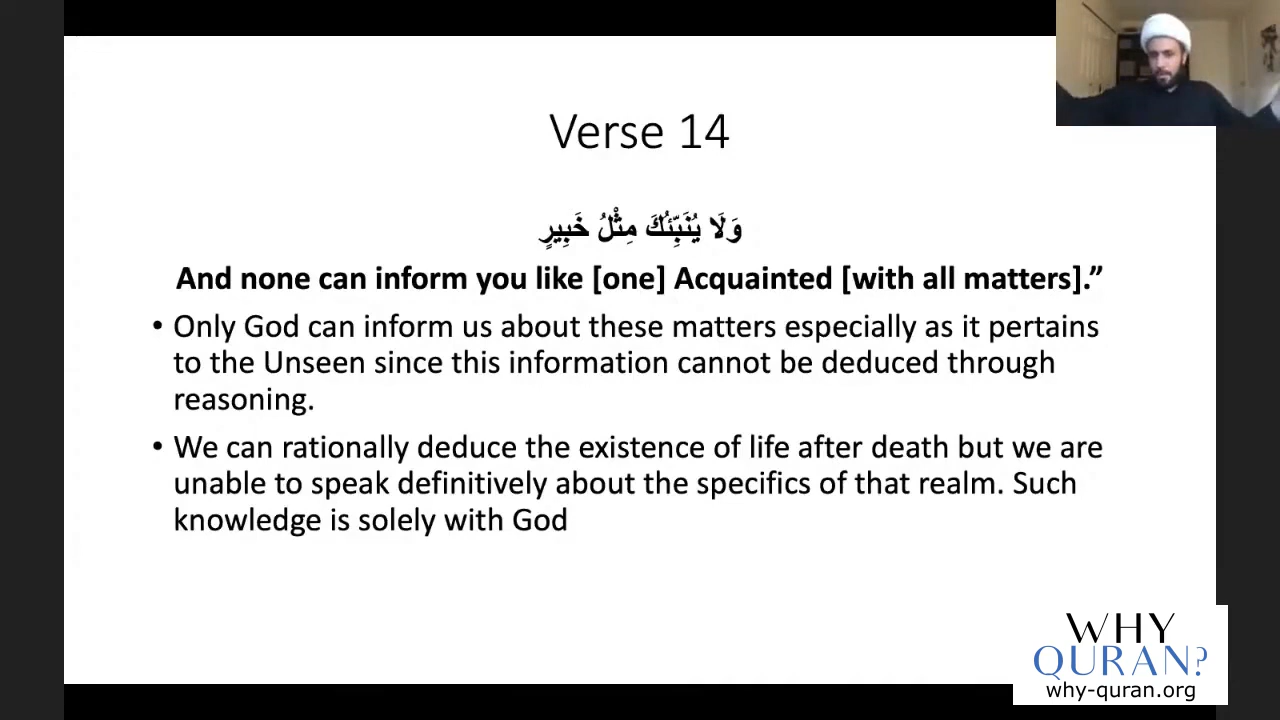 Verse 14
وَلَا يُنَبِّئُكَ مِثْلُ خَبِيرٍ
And none can inform you like [one] Acquainted [with all matters].”
• Only God can inform us about these matters especially as it pertains
to the Unseen since this information cannot be deduced through
reasoning.
• We can rationally deduce the existence of life after death but we are
unable to speak definitively about the specifics of that realm. Such
knowledge is solely with God
WHY
QURAN?
why-quran.org